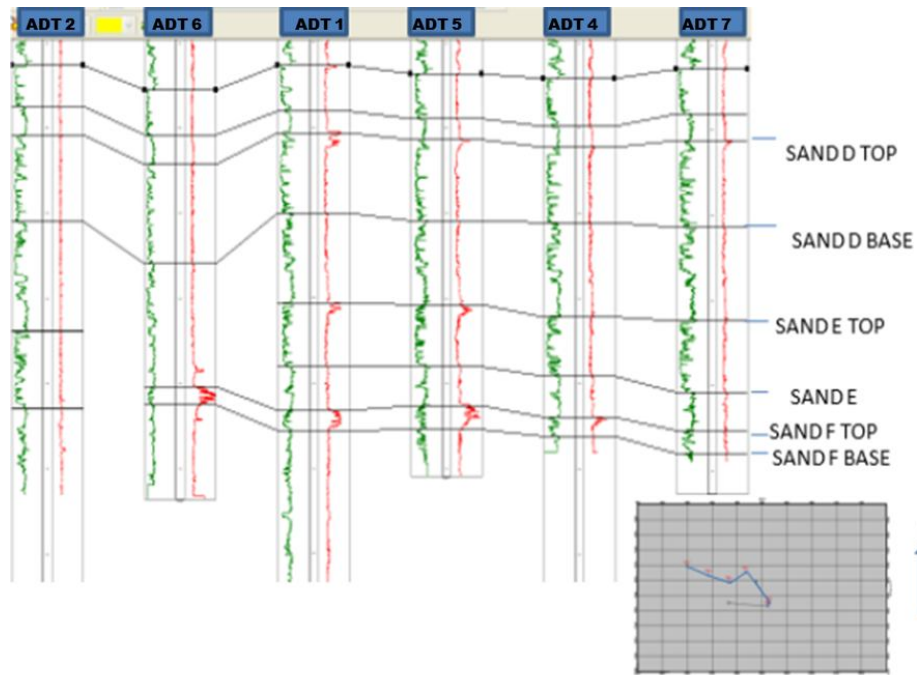 ADT 2
ADT 6
ADT 1
ADT 5
ADT 4
ADT 7
SAND D TOP
SAND D BASE
SAND E TOP
SAND E
SAND F TOP
SAND F BASE